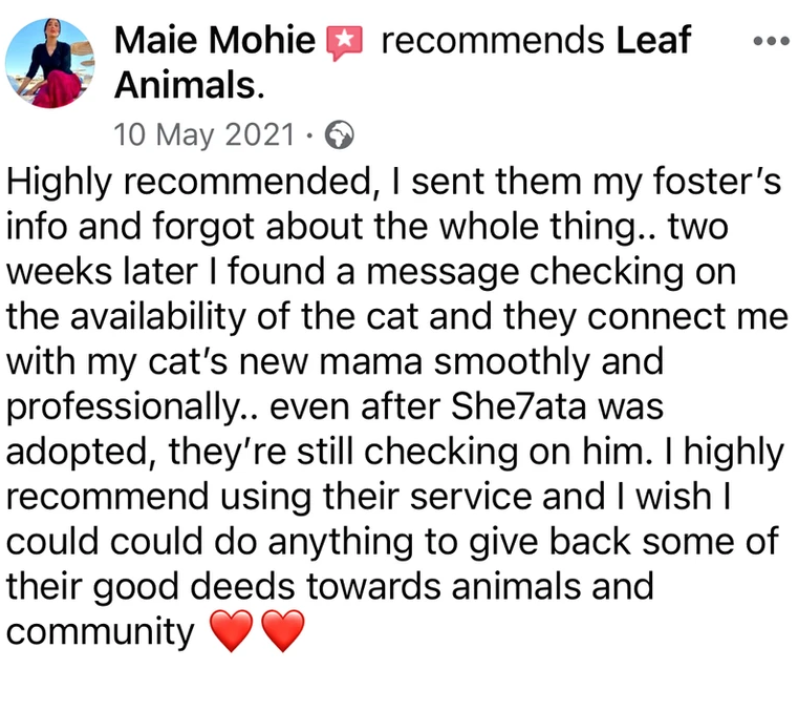 Maie Mohie recommends Leaf
Animals.
10 May 2021 ·
Highly recommended, I sent them my foster's
info and forgot about the whole thing.. two
weeks later I found a message checking on
the availability of the cat and they connect me
with my cat's new mama smoothly and
professionally.. even after She7ata was
adopted, they're still checking on him. I highly
recommend using their service and I wish I
could could do anything to give back some of
their good deeds towards animals and
community ❤️❤️